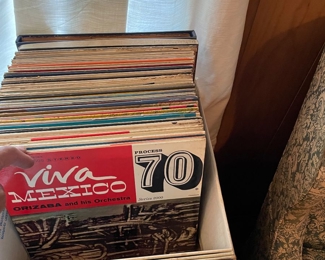 STEREO
Viva
MEXICO
ORIZABA and his Orchestra
PROCESS
70